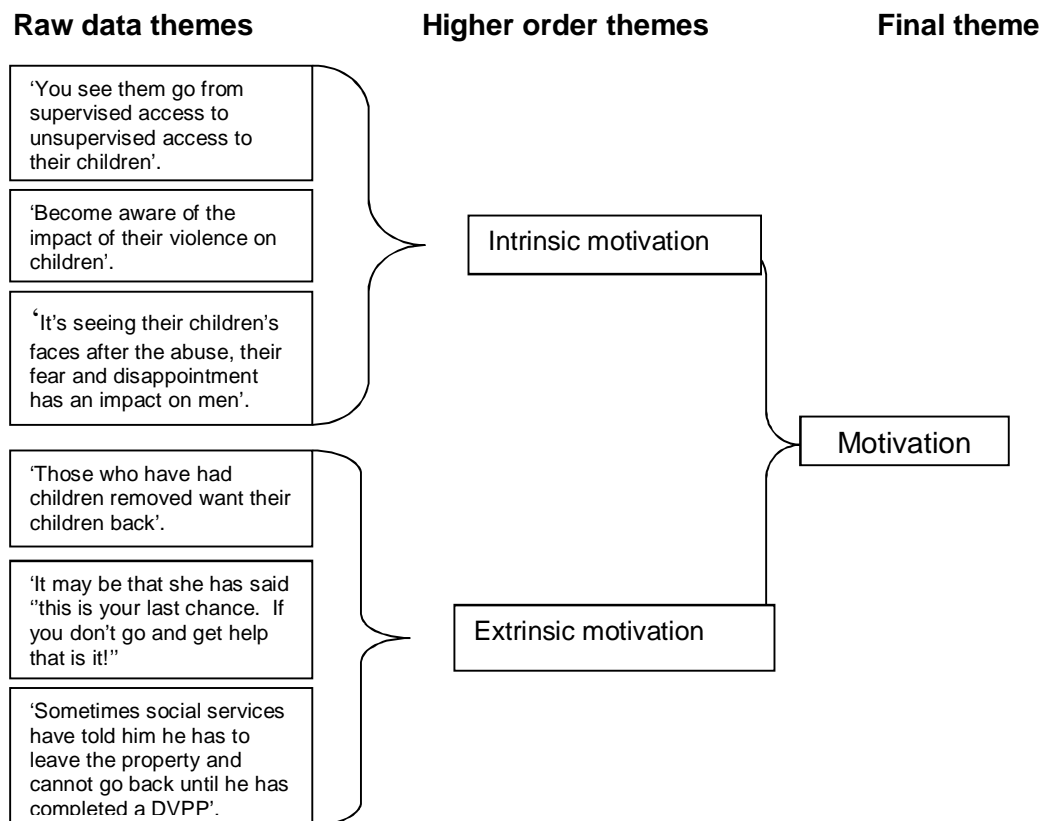 Raw data themes
Higher order themes
Final theme
‘You see them go from
supervised access to
unsupervised access to
their children’.
‘Become aware of the
impact of their violence on
children’.
‘It’s seeing their children’s
faces after the abuse, their
fear and disappointment
has an impact on men’.
Intrinsic motivation
Motivation
‘Those who have had
children removed want their
children back’.
‘It may be that she has said
‘‘this is your last chance.  If
you don’t go and get help
that is it!’’
Extrinsic motivation
‘Sometimes social services
have told him he has to
leave the property and
cannot go back until he has
completed a DVPP’.